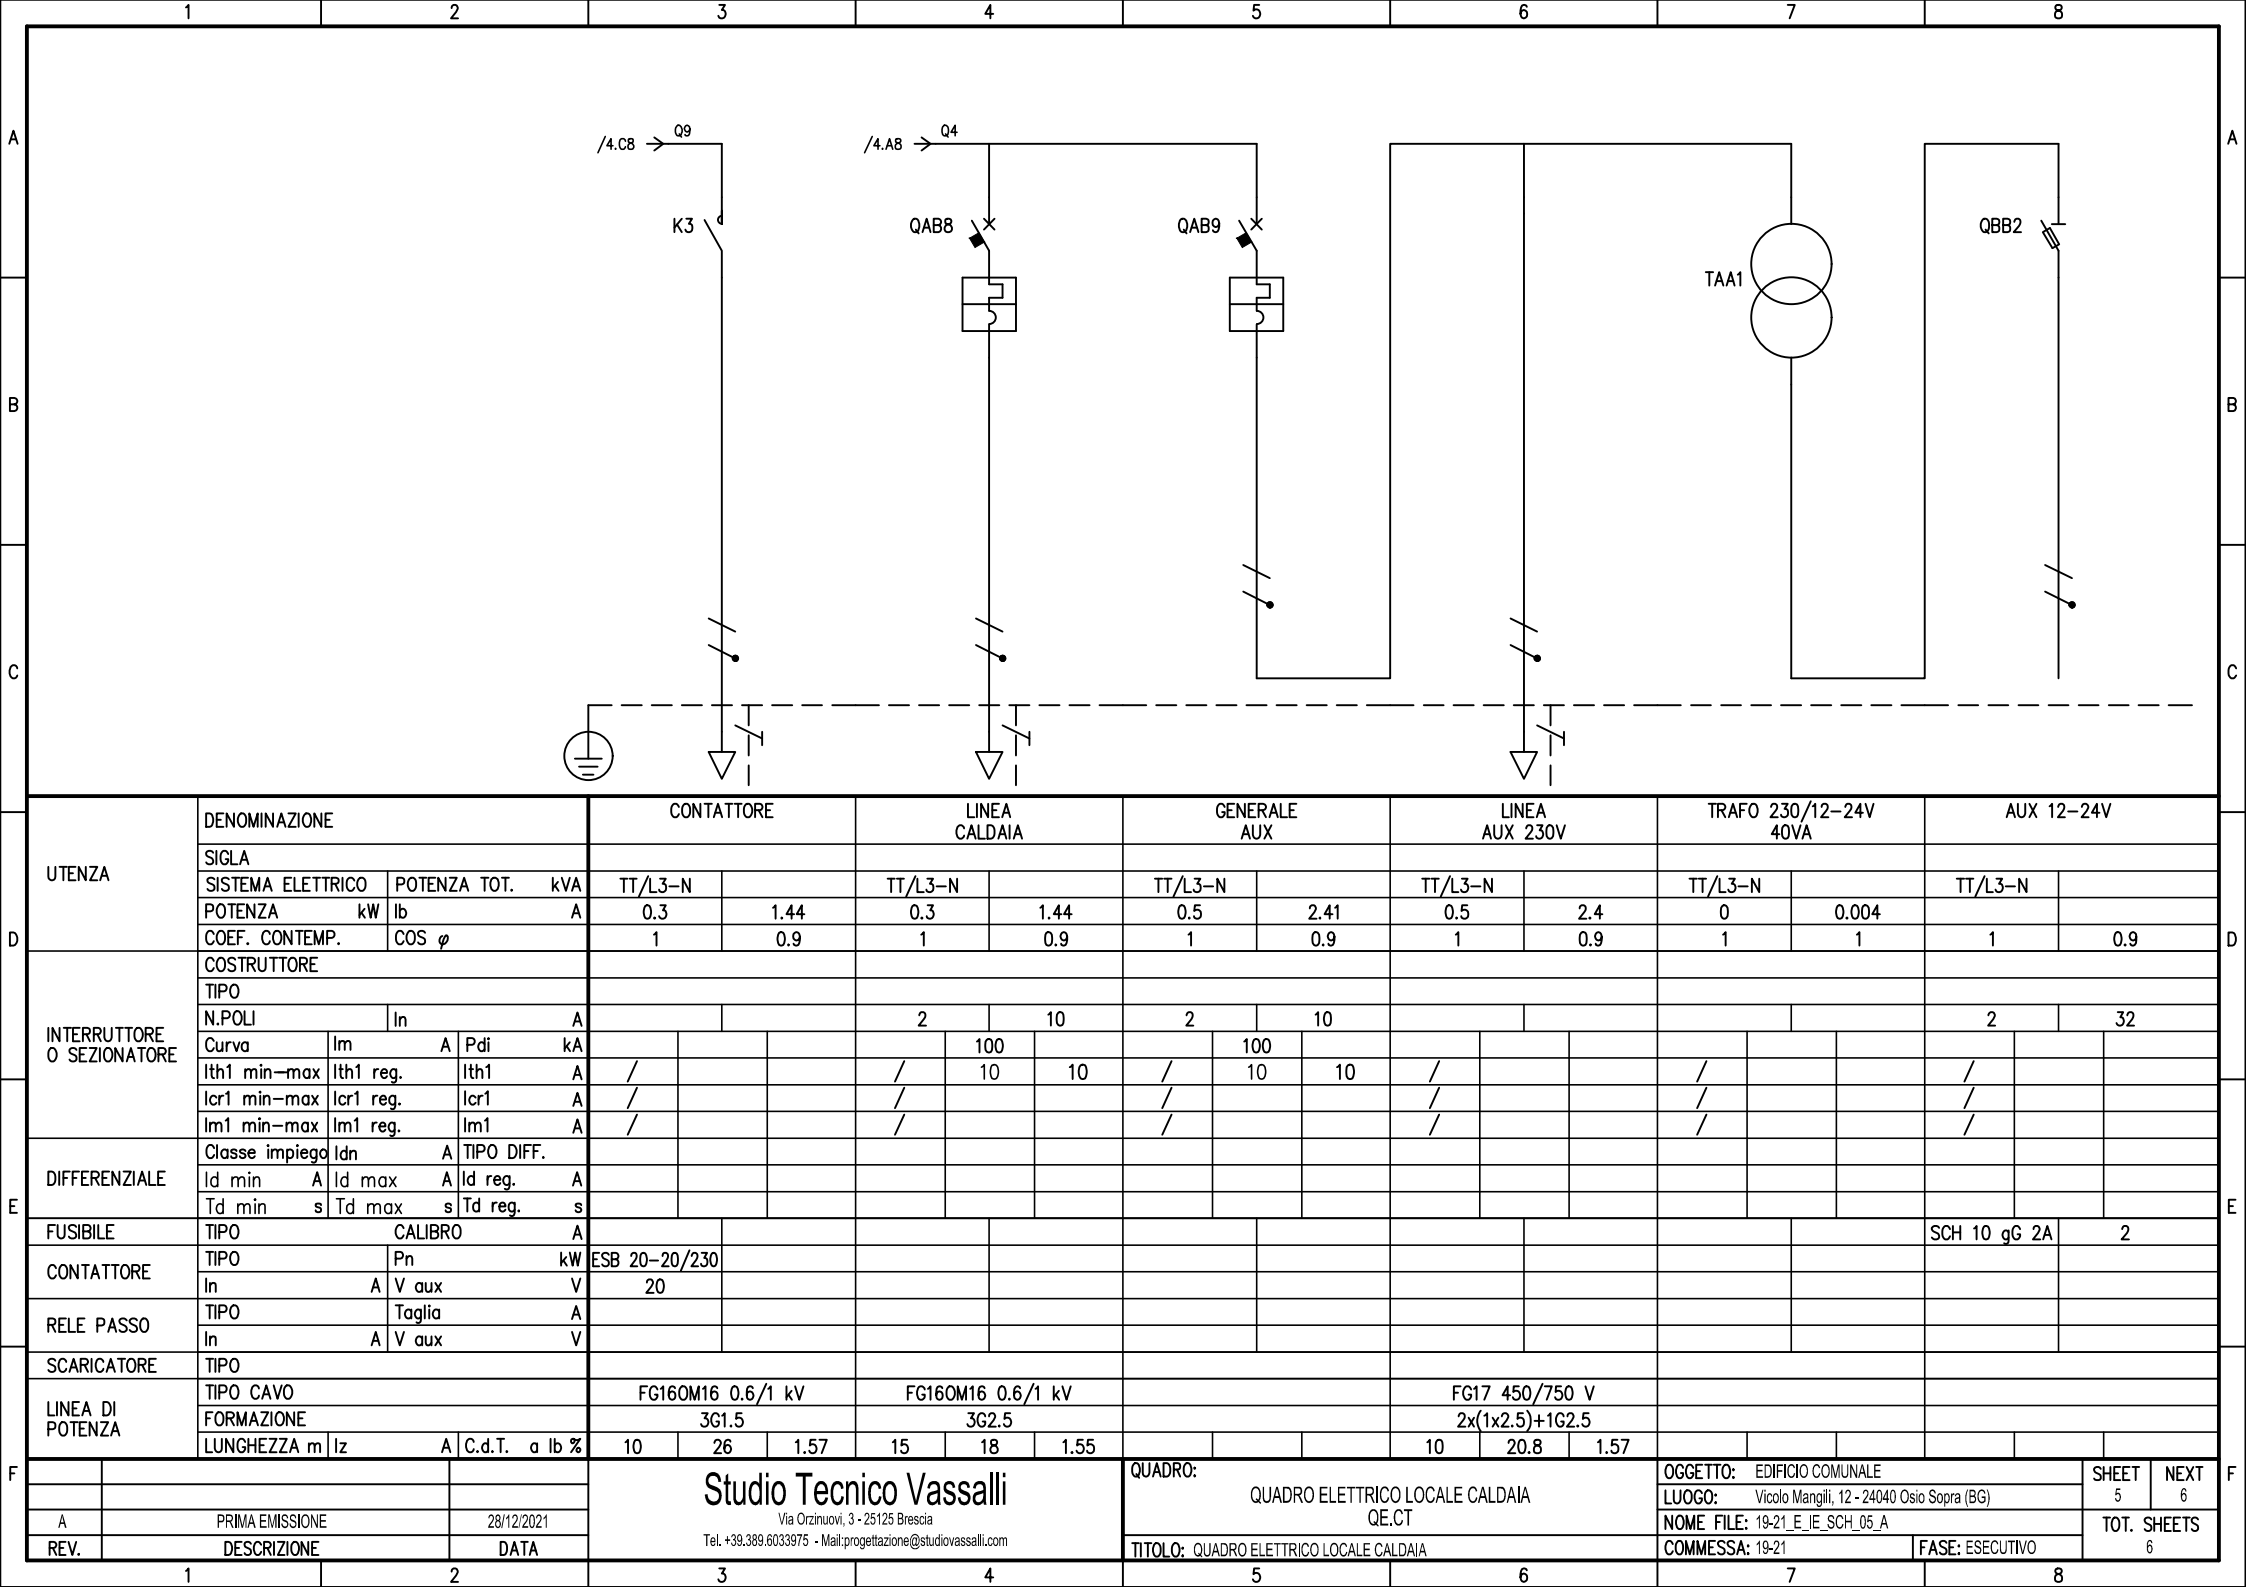 1 2 3 4 5 6 7 8
A A
/4.C8 Q9 /4.A8 Q4
K3 QAB8 QAB9 QBB2
TAA1
B B
C C
UTENZA
DENOMINAZIONE CONTATTORE LINEA CALDAIA GENERALE AUX LINEA AUX 230V TRAFO 230/12-24V 40VA AUX 12-24V
SIGLA
SISTEMA ELETTRICO POTENZA TOT. kVA TT/L3-N TT/L3-N TT/L3-N TT/L3-N TT/L3-N TT/L3-N
POTENZA kW Ib A 0.3 1.44 0.3 1.44 0.5 2.41 0.5 2.4 0 0.004
D COEF. CONTEMP. COS φ 1 0.9 1 0.9 1 0.9 1 0.9 1 1 1 0.9 D
INTERRUTTORE O SEZIONATORE
COSTRUTTORE
TIPO
N.POLI In A 2 10 2 10 2 32
Curva Im A Pdi kA 100 100
Ith1 min-max Ith1 reg. Ith1 A / / 10 10 / 10 10 / / /
Icr1 min-max Icr1 reg. Icr1 A / / / / / /
Im1 min-max Im1 reg. Im1 A / / / / / /
DIFFERENZIALE
Classe impiego Idn A TIPO DIFF.
Id min A Id max A Id reg. A
E Td min s Td max s Td reg. s E
FUSIBILE TIPO CALIBRO A SCH 10 gG 2A 2
CONTATTORE
TIPO Pn kW ESB 20-20/230
In A V aux V 20
RELE PASSO
TIPO Taglia A
In A V aux V
SCARICATORE TIPO
LINEA DI POTENZA
TIPO CAVO FG16OM16 0.6/1 kV FG16OM16 0.6/1 kV FG17 450/750 V
FORMAZIONE 3G1.5 3G2.5 2x(1x2.5)+1G2.5
LUNGHEZZA m Iz A C.d.T. a Ib % 10 26 1.57 15 18 1.55 10 20.8 1.57
F F
A PRIMA EMISSIONE 28/12/2021
REV. DESCRIZIONE DATA
Studio Tecnico Vassalli
Via Orzinuovi, 3 - 25125 Brescia
Tel. +39.389.6033975 - Mail:progettazione@studiovassalli.com
QUADRO:
QUADRO ELETTRICO LOCALE CALDAIA
QE.CT
TITOLO: QUADRO ELETTRICO LOCALE CALDAIA
OGGETTO: EDIFICIO COMUNALE
LUOGO: Vicolo Mangili, 12 - 24040 Osio Sopra (BG)
NOME FILE: 19-21_E_IE_SCH_05_A
COMMESSA: 19-21 FASE: ESECUTIVO
SHEET NEXT
5 6
TOT. SHEETS
6
1 2 3 4 5 6 7 8